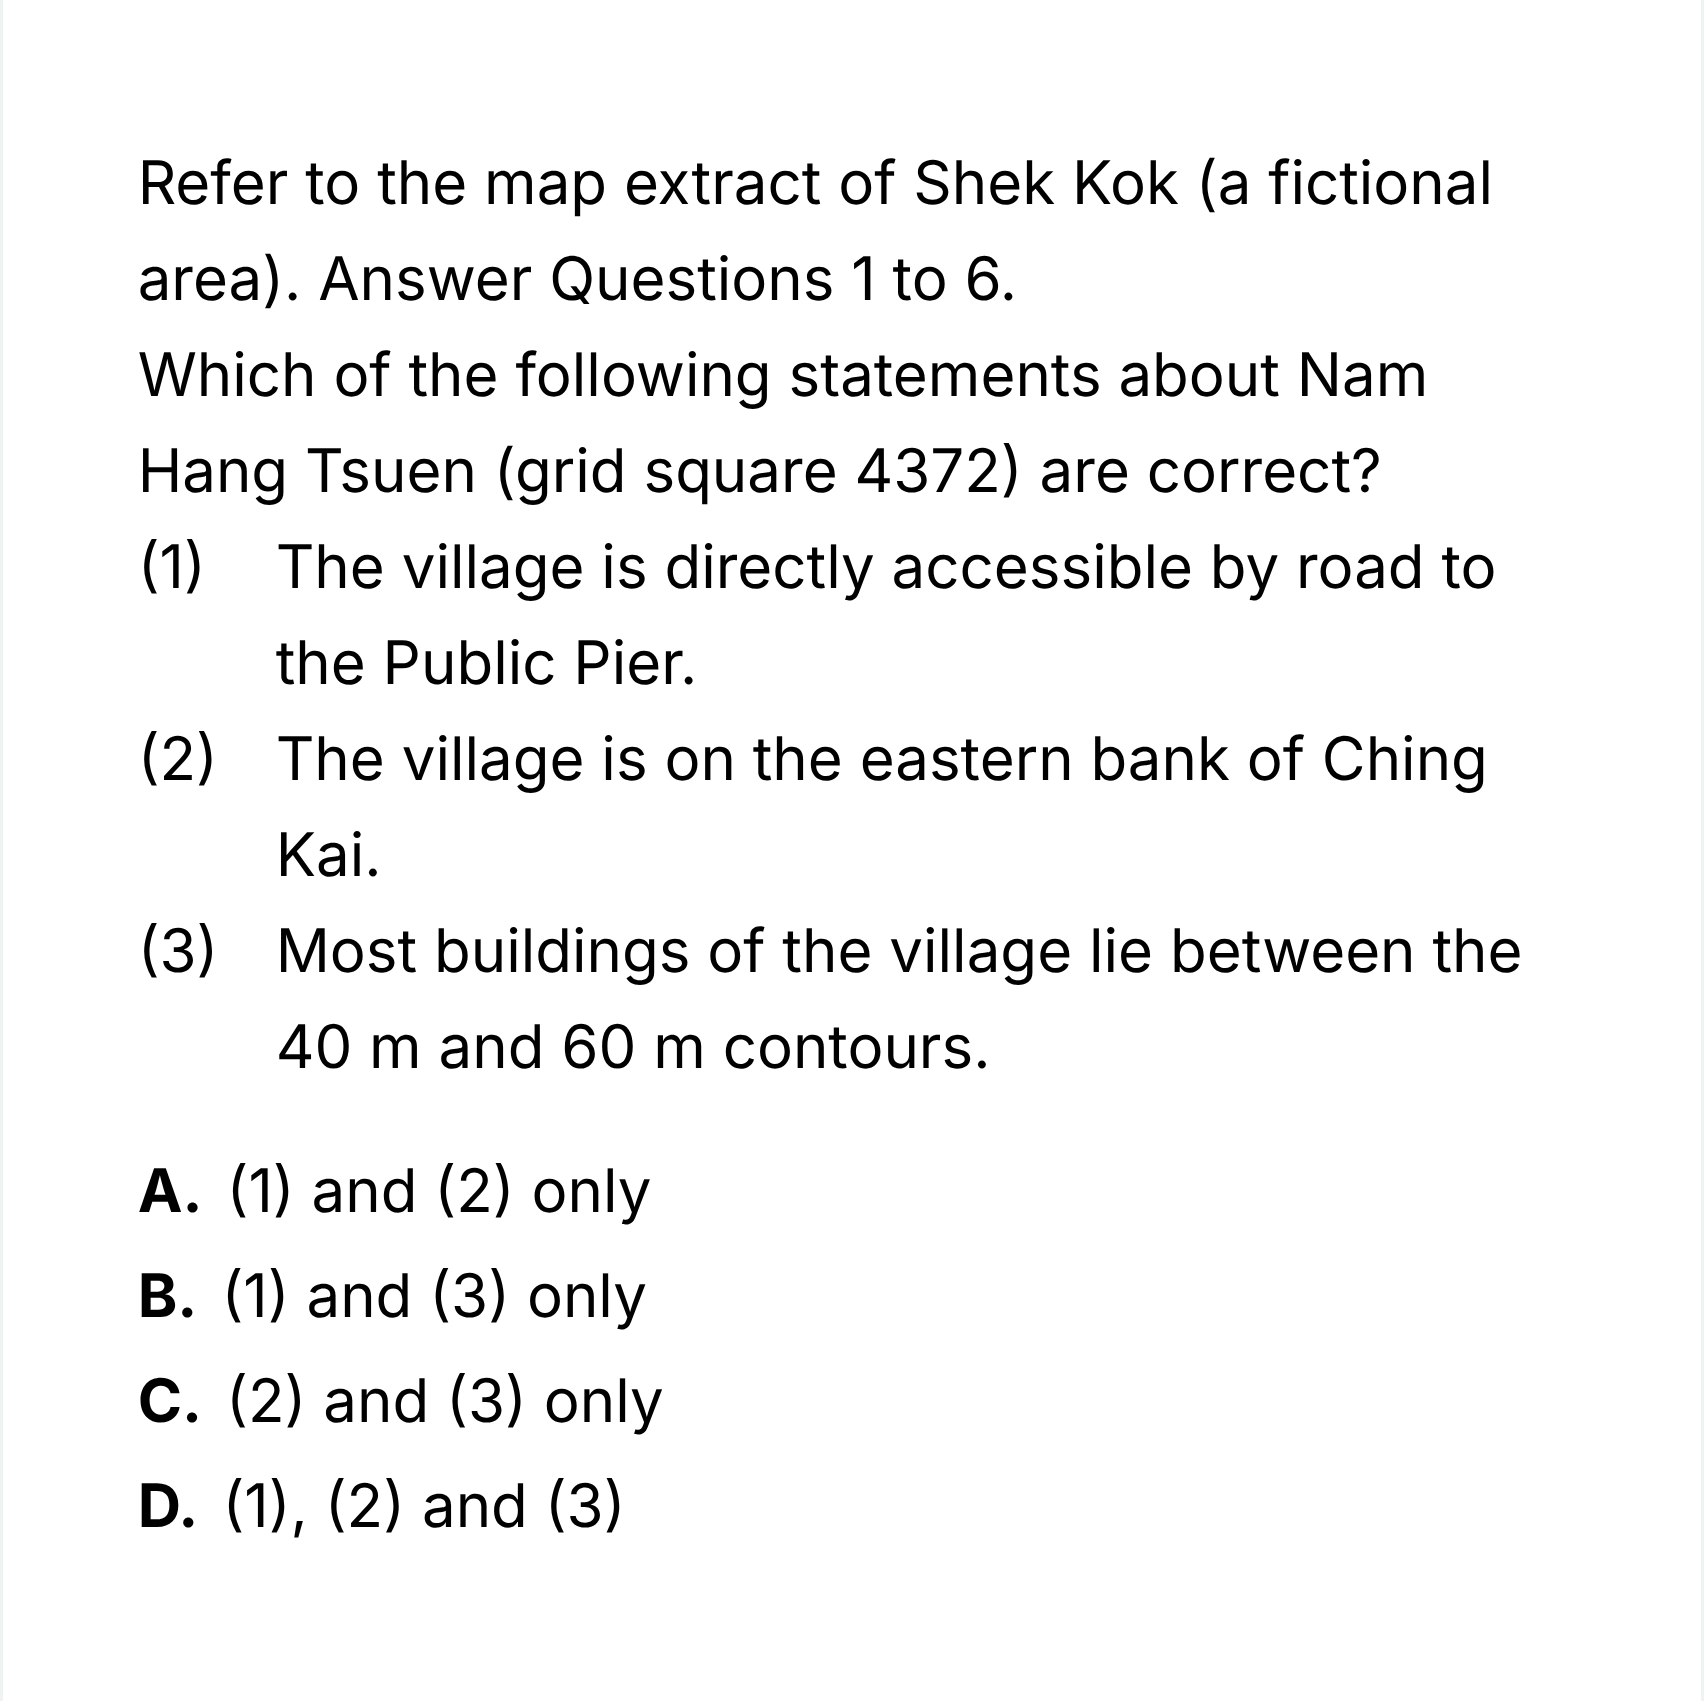 Refer to the map extract of Shek Kok (a fictional
area). Answer Questions 1 to 6.
Which of the following statements about Nam
Hang Tsuen (grid square 4372) are correct?
(1) The village is directly accessible by road to
the Public Pier.
(2) The village is on the eastern bank of Ching
Kai.
(3) Most buildings of the village lie between the
40 m and 60 m contours.
A. (1) and (2) only
B. (1) and (3) only
C. (2) and (3) only
D. (1), (2) and (3)